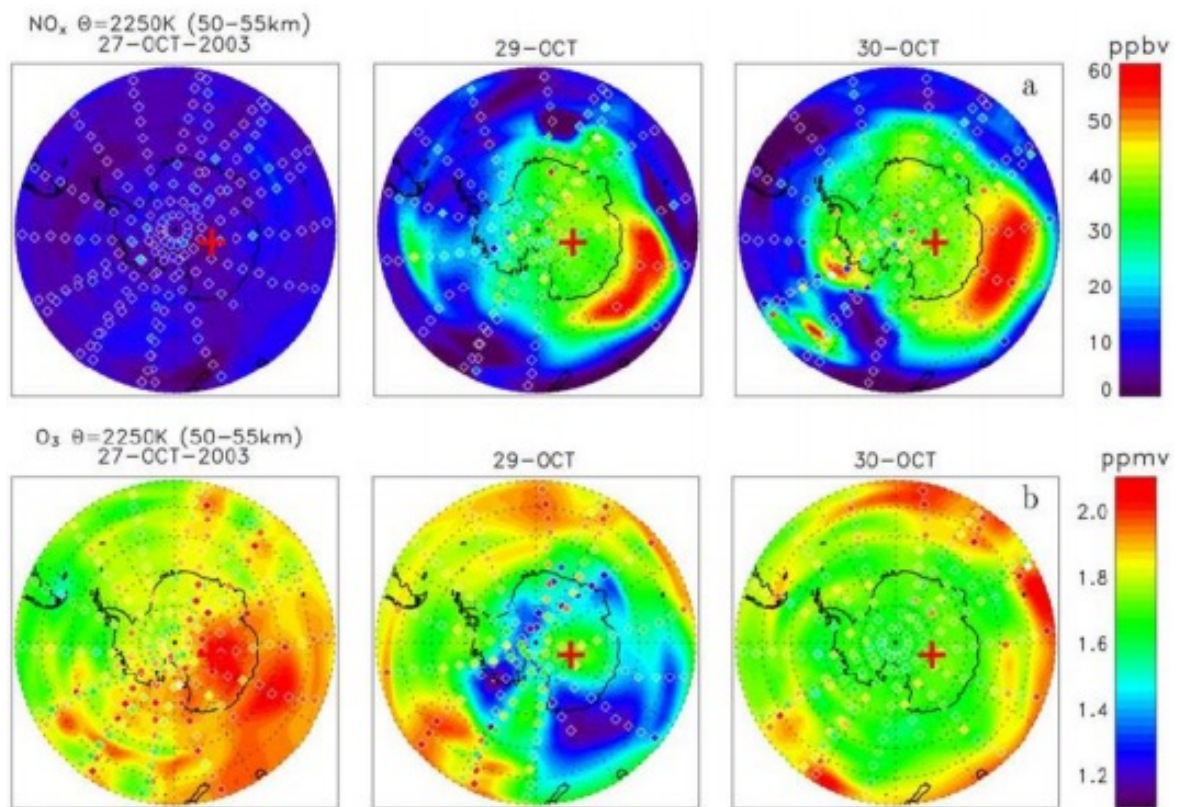 NOₓ Θ=2250K (50–55km)
27–OCT–2003
29–OCT
30–OCT
ppbv
a
60
50
40
30
20
10
0
O₃ Θ=2250K (50–55km)
27–OCT–2003
29–OCT
30–OCT
ppmv
b
2.0
1.8
1.6
1.4
1.2